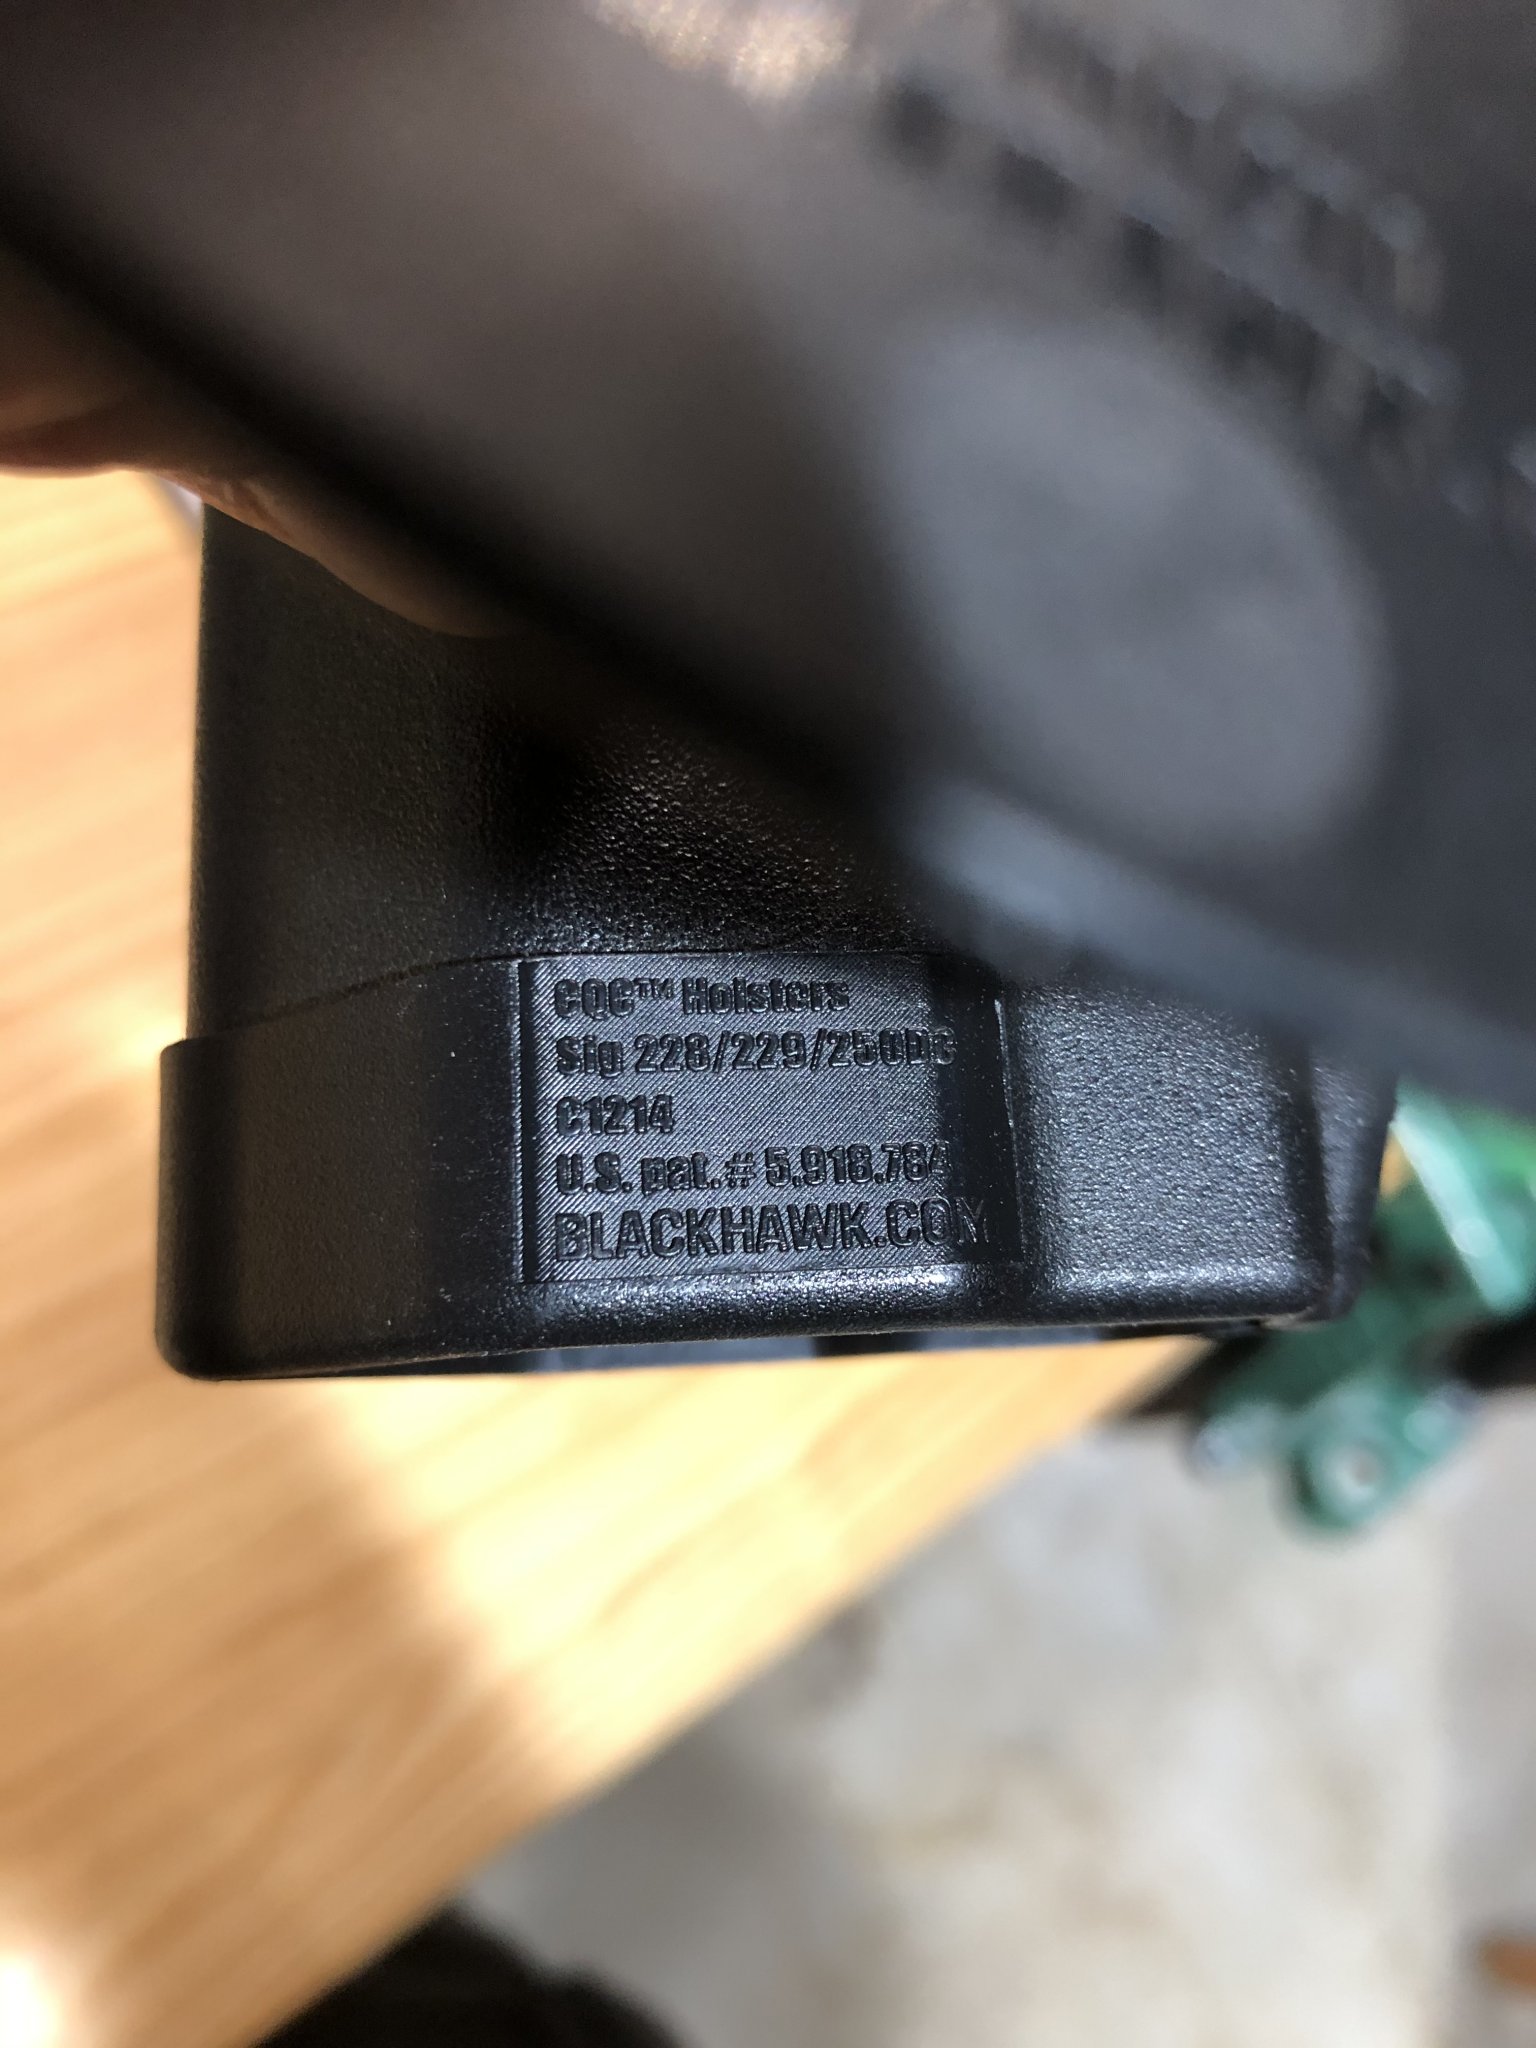 CQC™ Holsters
Sig 228/229/250DC
C1214
U.S. pat.# 5.918.784
BLACKHAWK.COM